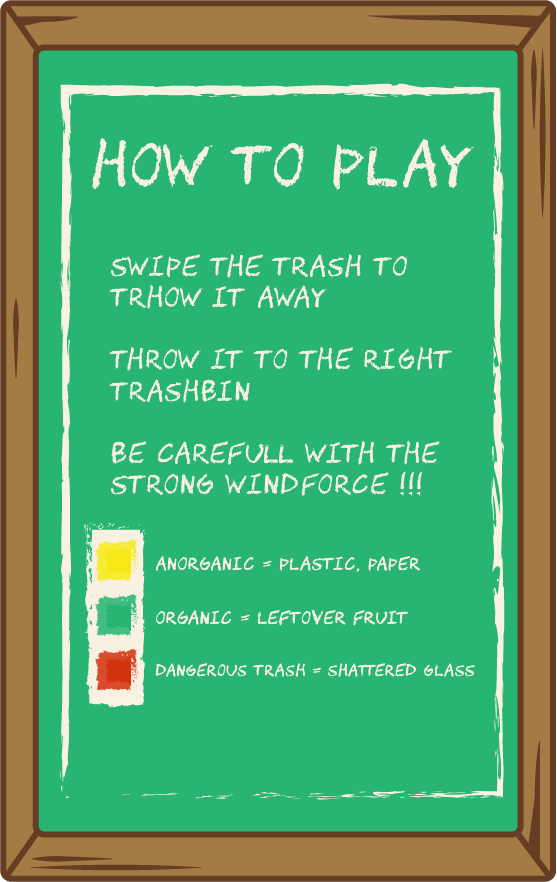 HOW TO PLAY
SWIPE THE TRASH TO
TRHOW IT AWAY
THROW IT TO THE RIGHT
TRASHBIN
BE CAREFULL WITH THE
STRONG WINDFORCE !!!
ANORGANIC = PLASTIC, PAPER
ORGANIC = LEFTOVER FRUIT
DANGEROUS TRASH = SHATTERED GLASS